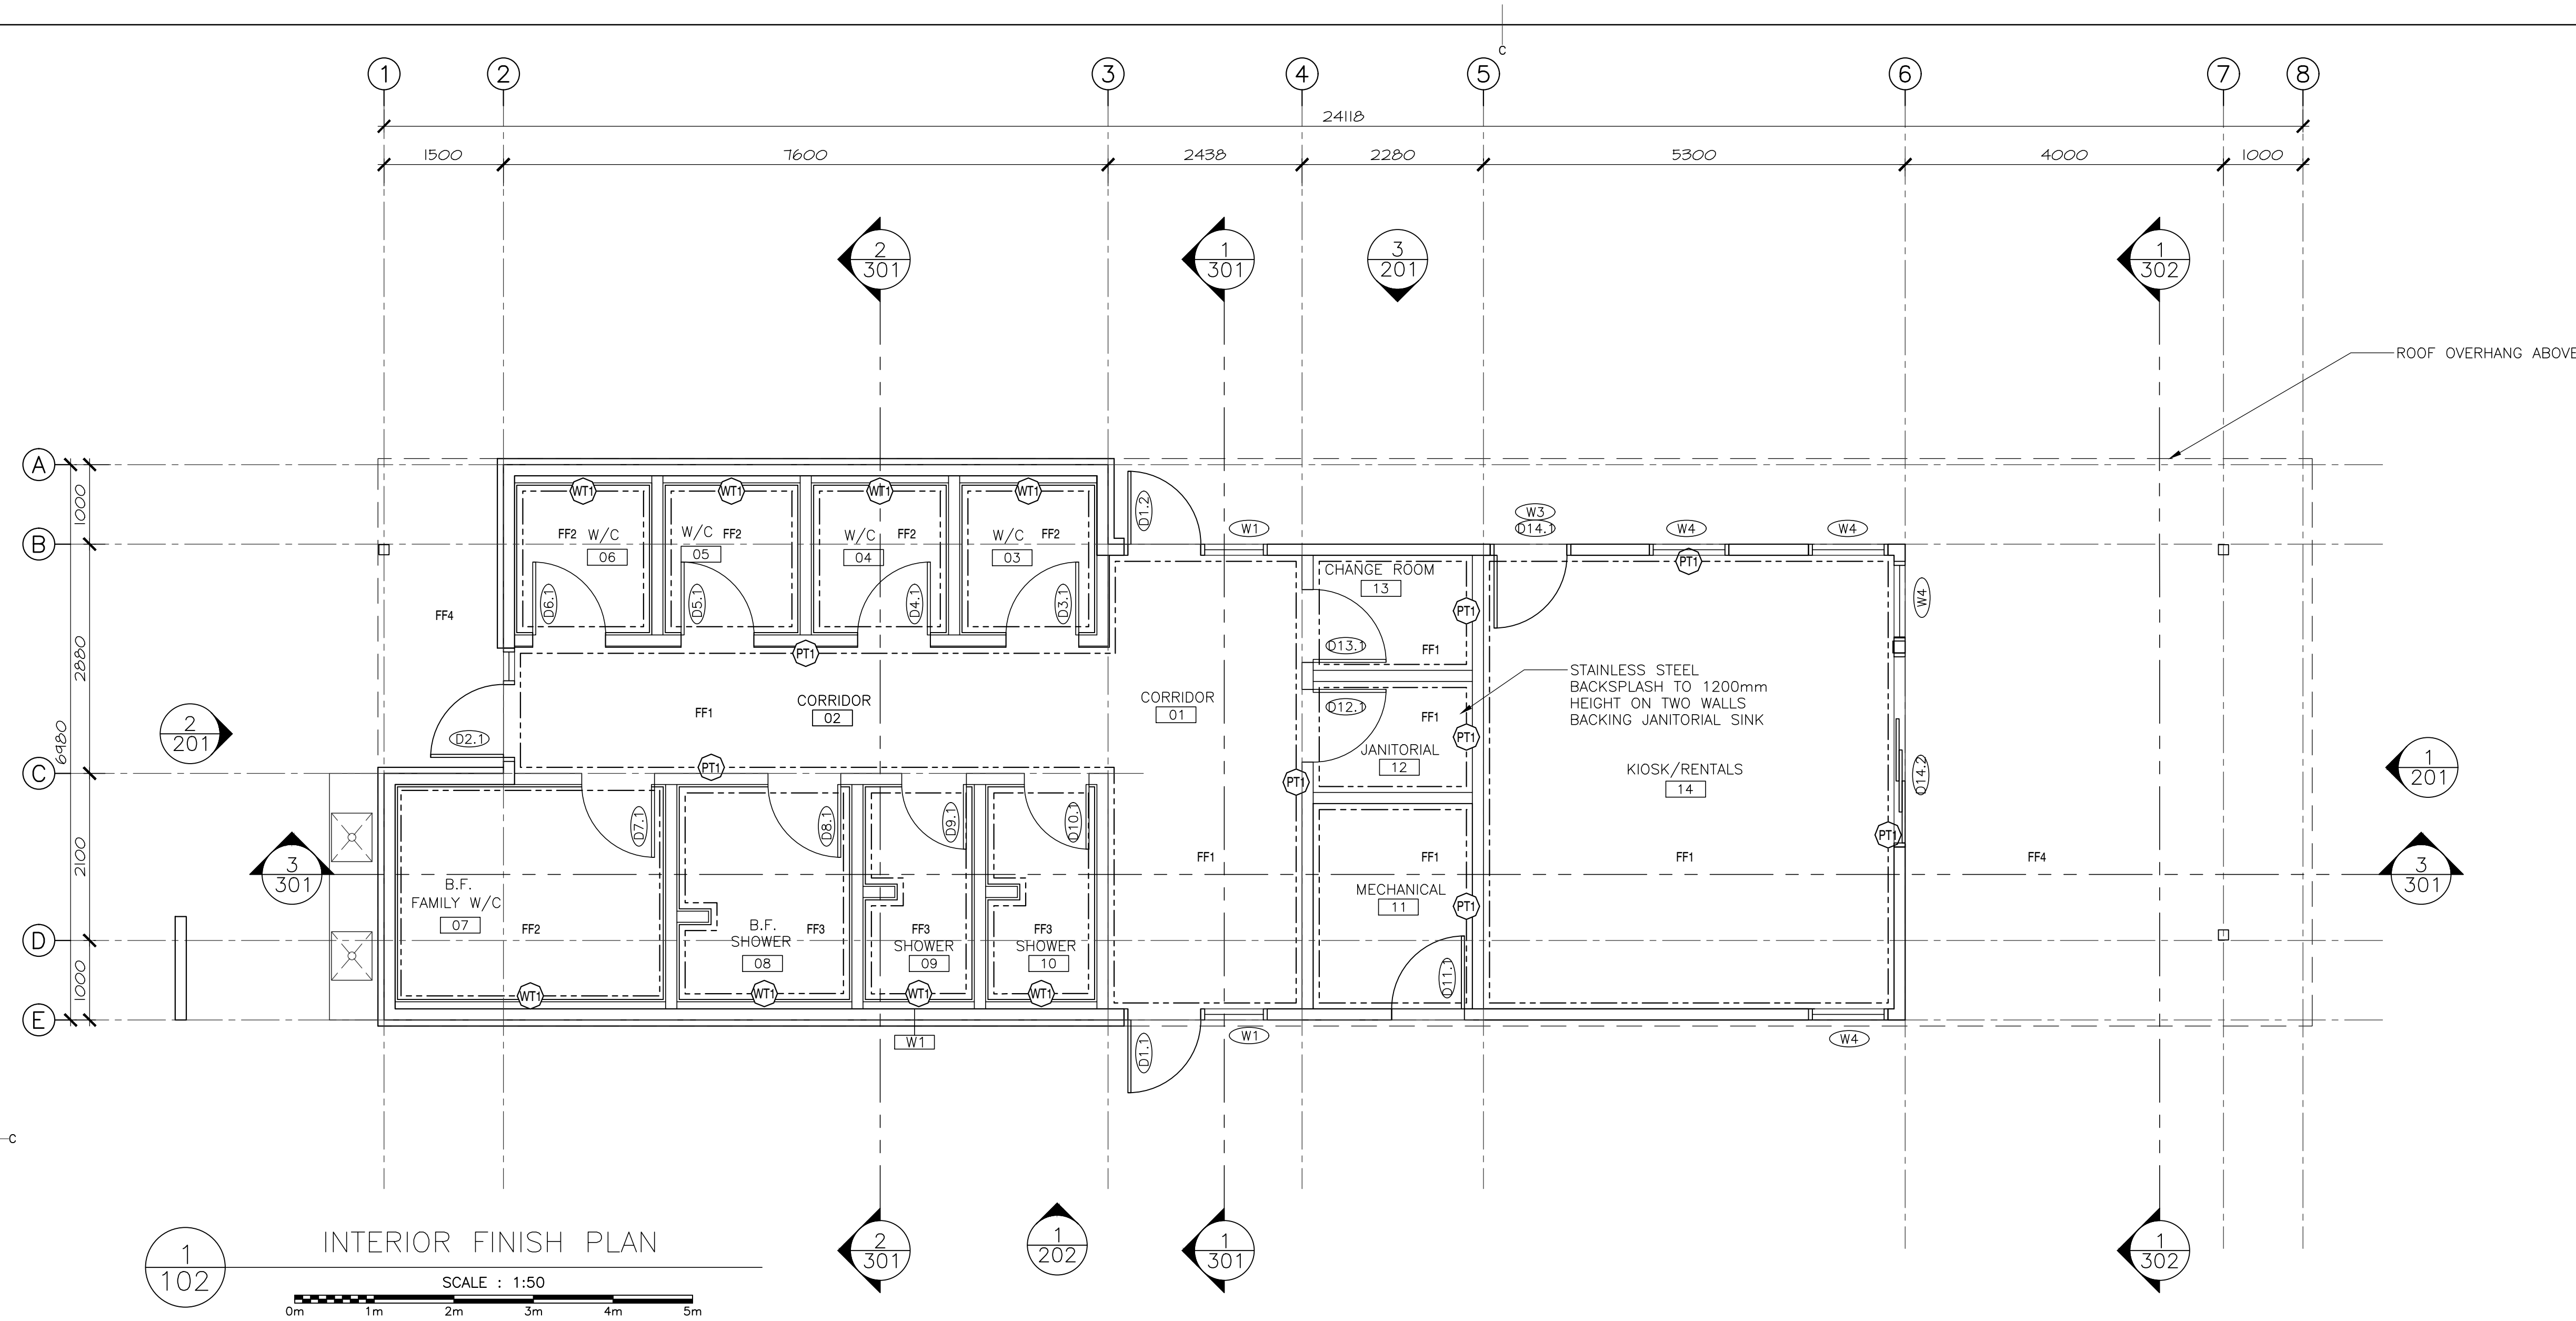 C
1 2 3 4 5 6 7 8
24118
1500 7600 2438 2280 5300 4000 1000
2
301
1
301
3
201
1
302
ROOF OVERHANG ABOVE
A
B
C
D
E
1000
2880
2100
1000
6980
WT1 WT1 WT1 WT1
FF2 W/C
06
W/C FF2
05
W/C FF2
04
W/C FF2
03
D6.1 D5.1 D4.1 D3.1
D1.2
W1
W3
D14.1
W4
W4
PT1
W4
FF4
CHANGE ROOM
13
PT1
D13.1
FF1
PT1
STAINLESS STEEL
BACKSPLASH TO 1200mm
HEIGHT ON TWO WALLS
BACKING JANITORIAL SINK
CORRIDOR
02
FF1
CORRIDOR
01
D12.1
FF1
PT1
JANITORIAL
12
2
201
D2.1
PT1
PT1
KIOSK/RENTALS
14
D14.2
1
201
D7.1 D8.1 D9.1 D10.1
PT1
3
301
FF1
FF1
FF1
FF4
3
301
B.F.
FAMILY W/C
07
FF2
MECHANICAL
11
PT1
B.F.
SHOWER
08
FF3
FF3
SHOWER
09
FF3
SHOWER
10
D11.1
WT1 WT1 WT1 WT1
W1
D1.1
W1
W4
C
1
102
INTERIOR FINISH PLAN
SCALE : 1:50
0m 1m 2m 3m 4m 5m
2
301
1
202
1
301
1
302